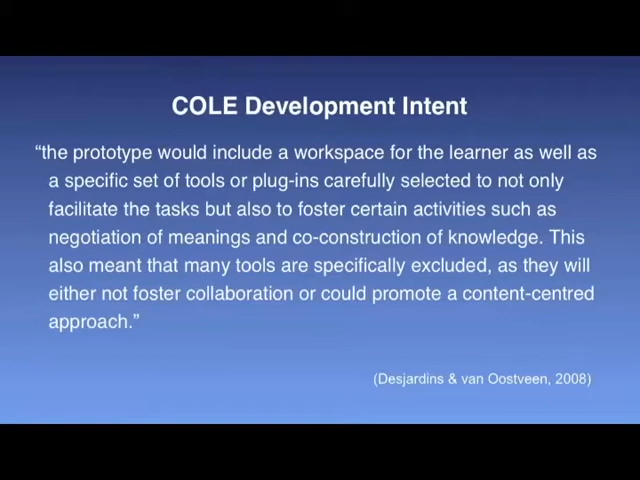 COLE Development Intent
“the prototype would include a workspace for the learner as well as
a specific set of tools or plug-ins carefully selected to not only
facilitate the tasks but also to foster certain activities such as
negotiation of meanings and co-construction of knowledge. This
also meant that many tools are specifically excluded, as they will
either not foster collaboration or could promote a content-centred
approach.”
(Desjardins & van Oostveen, 2008)